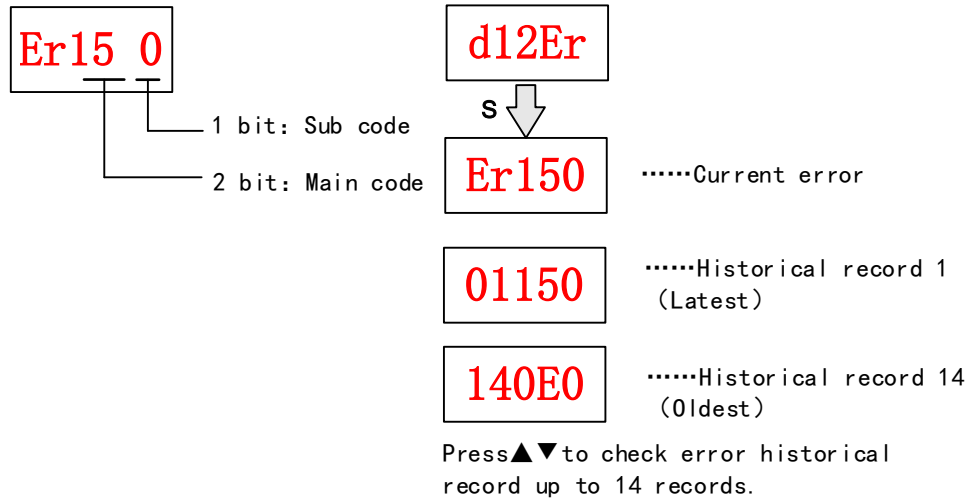 Er15 0
1 bit: Sub code
2 bit: Main code
d12Er
S
Er150
······Current error
01150
······Historical record 1
(Latest)
140E0
······Historical record 14
(Oldest)
Press▲▼to check error historical
record up to 14 records.